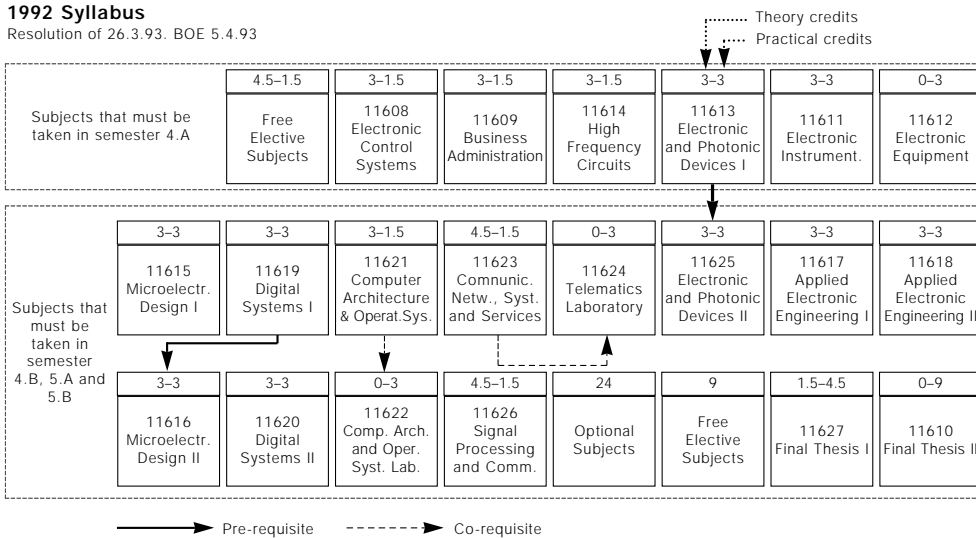 1992 Syllabus
Resolution of 26.3.93. BOE 5.4.93
Theory credits
Practical credits
Subjects that must be
taken in semester 4.A
4.5–1.5
Free
Elective
Subjects
3–1.5
11608
Electronic
Control
Systems
3–1.5
11609
Business
Administration
3–1.5
11614
High
Frequency
Circuits
3–3
11613
Electronic
and Photonic
Devices I
3–3
11611
Electronic
Instrument.
0–3
11612
Electronic
Equipment
Subjects that
must be
taken in
semester
4.B, 5.A and
5.B
3–3
11615
Microelectr.
Design I
3–3
11619
Digital
Systems I
3–1.5
11621
Computer
Architecture
& Operat.Sys.
4.5–1.5
11623
Communic.
Netw., Syst.
and Services
0–3
11624
Telematics
Laboratory
3–3
11625
Electronic
and Photonic
Devices II
3–3
11617
Applied
Electronic
Engineering I
3–3
11618
Applied
Electronic
Engineering II
3–3
11616
Microelectr.
Design II
3–3
11620
Digital
Systems II
0–3
11622
Comp. Arch.
and Oper.
Syst. Lab.
4.5–1.5
11626
Signal
Processing
and Comm.
24
Optional
Subjects
9
Free
Elective
Subjects
1.5–4.5
11627
Final Thesis I
0–9
11610
Final Thesis II
Pre-requisite
Co-requisite